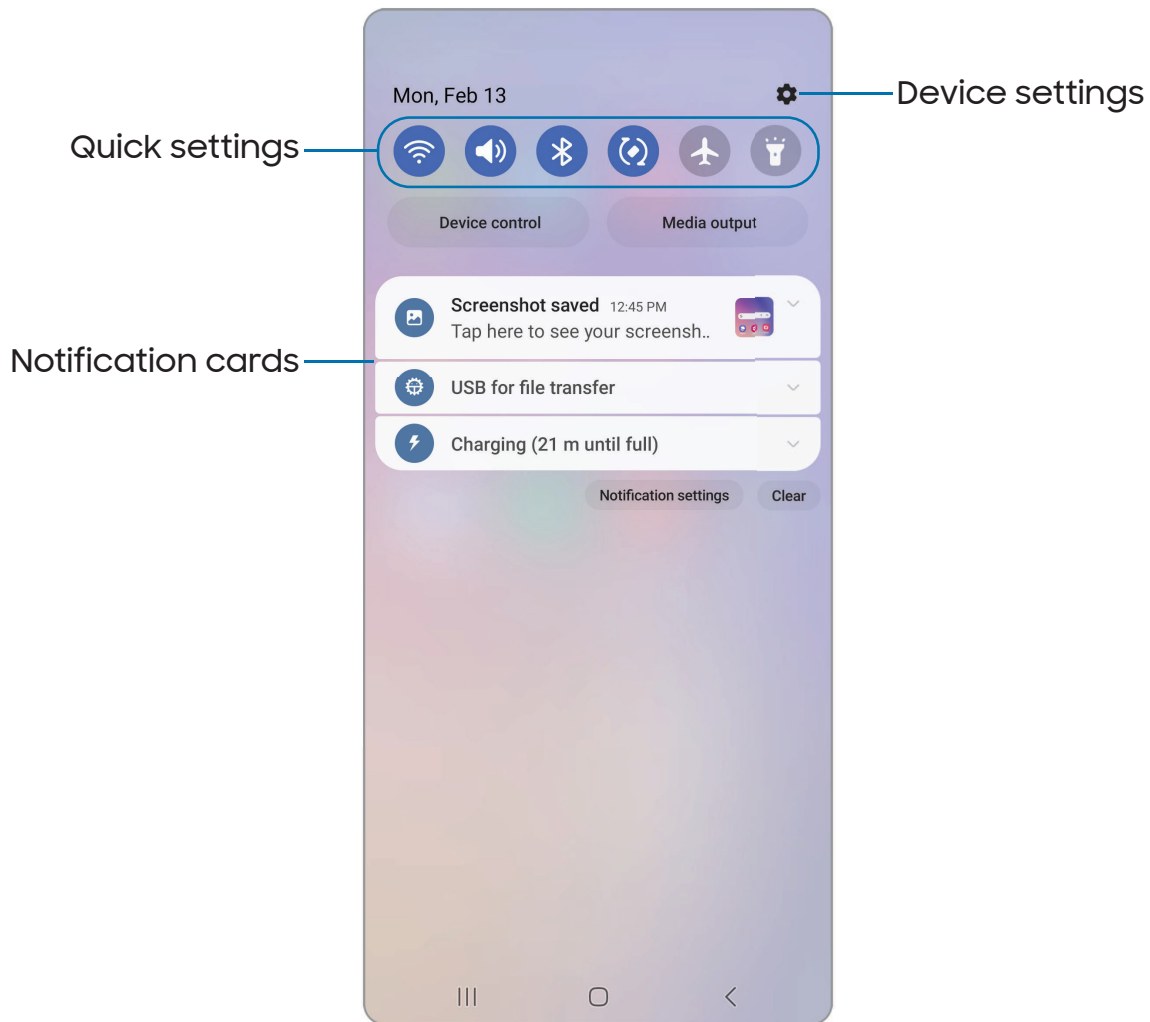 Mon, Feb 13
Device settings
Quick settings
Device control
Media output
Screenshot saved 12:45 PM
Tap here to see your screensh..
Notification cards
USB for file transfer
Charging (21 m until full)
Notification settings
Clear